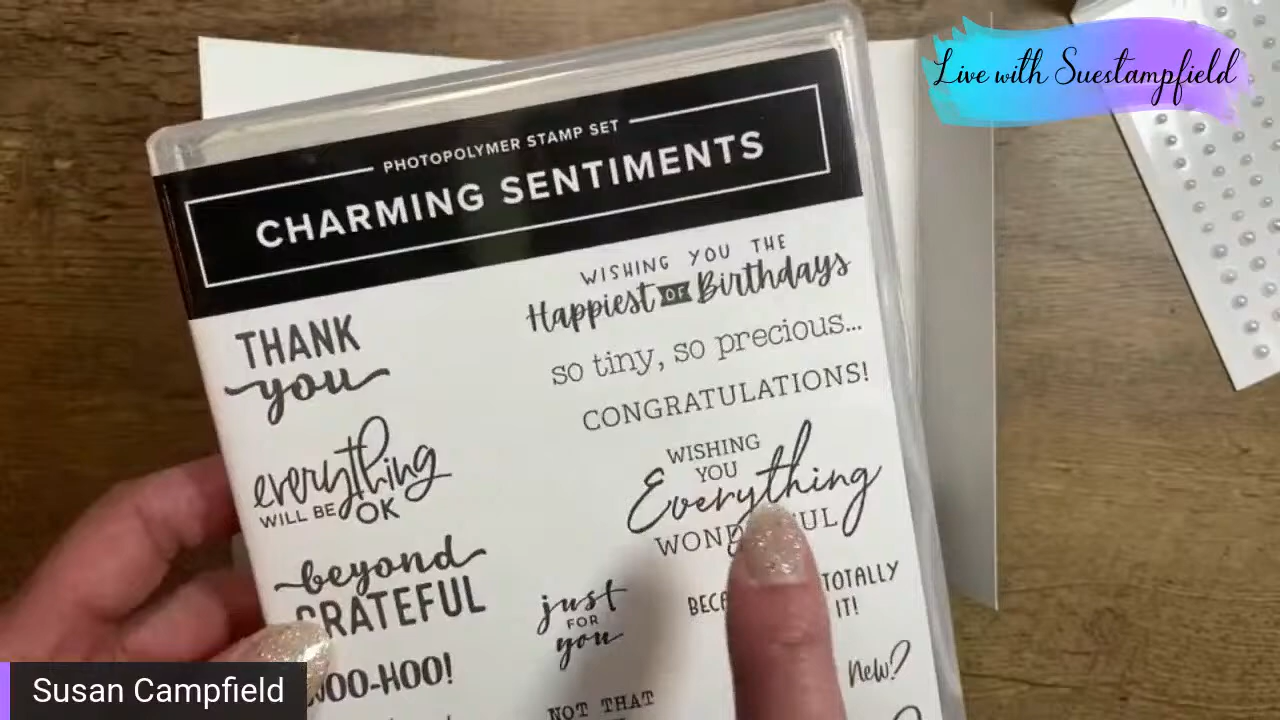 Live with Suestampfield
PHOTOPOLYMER STAMP SET
CHARMING SENTIMENTS
THANK
you
everything
WILL BE
OK
beyond
GRATEFUL
WOO-HOO!
WISHING YOU THE
Happiest OF Birthdays
so tiny, so precious...
CONGRATULATIONS!
WISHING
YOU
Everything
just
FOR
you
TOTALLY
IT!
new?
NOT THAT
Susan Campfield